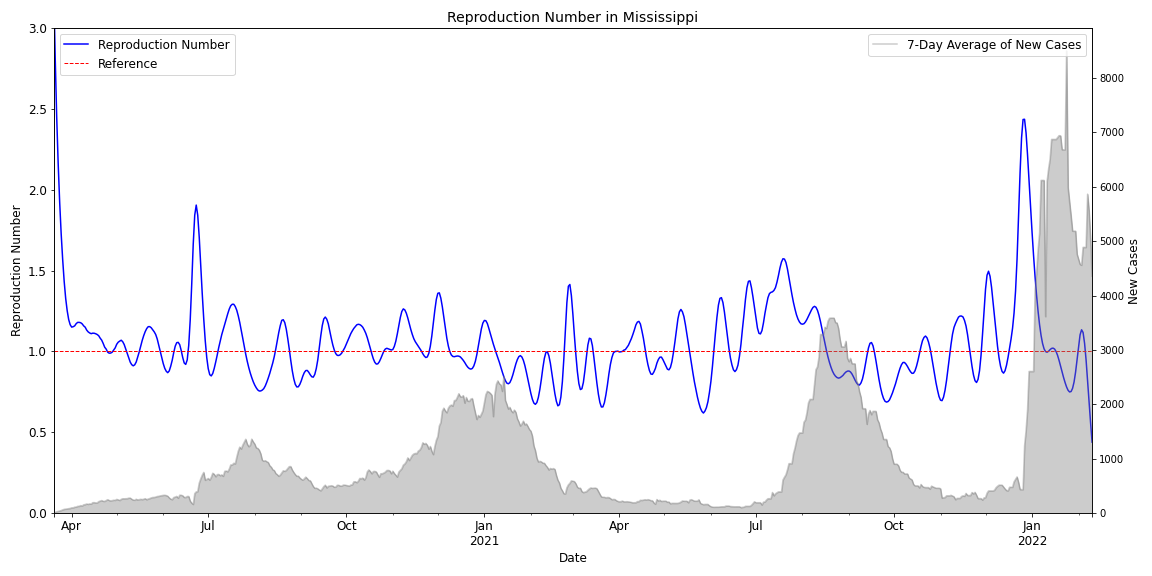 Reproduction Number in Mississippi
Reproduction Number
Reference
7-Day Average of New Cases
3.0
2.5
2.0
1.5
1.0
0.5
0.0
Reproduction Number
8000
7000
6000
5000
4000
3000
2000
1000
0
New Cases
Apr
Jul
Oct
Jan
2021
Apr
Jul
Oct
Jan
2022
Date